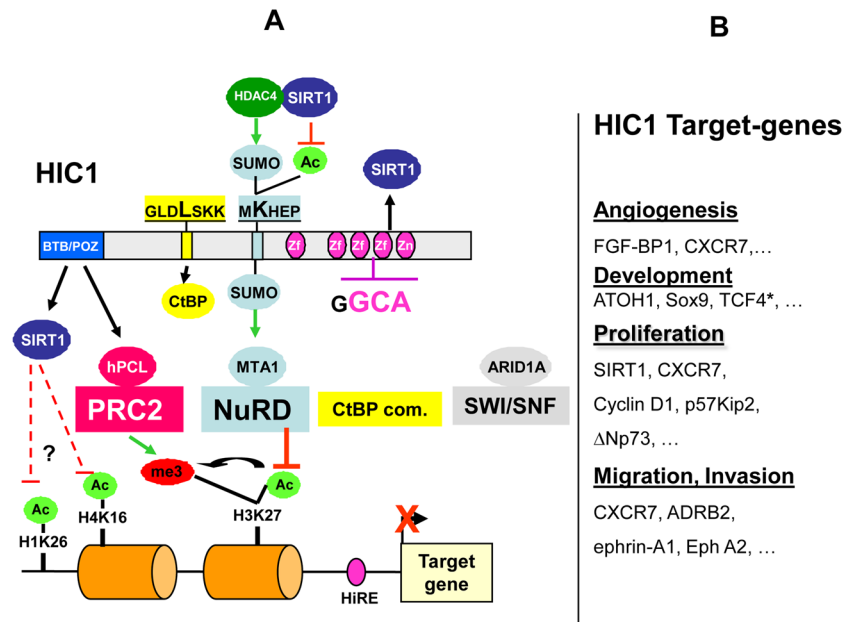 A
B
HDAC4
SIRT1
SUMO
Ac
HIC1
SIRT1
GLDLSKK
MKHEP
BTB/POZ
Zf
Zf
Zf
Zf
Zn
CtBP
SUMO
GGCA
SIRT1
hPCL
MTA1
ARID1A
PRC2
NuRD
CtBP com.
SWI/SNF
?
me3
Ac
Ac
Ac
H1K26
H4K16
H3K27
X
HiRE
Target
gene
HIC1 Target-genes
Angiogenesis
FGF-BP1, CXCR7,...
Development
ATOH1, Sox9, TCF4*, ...
Proliferation
SIRT1, CXCR7,
Cyclin D1, p57Kip2,
ΔNp73, ...
Migration, Invasion
CXCR7, ADRB2,
ephrin-A1, Eph A2, ...